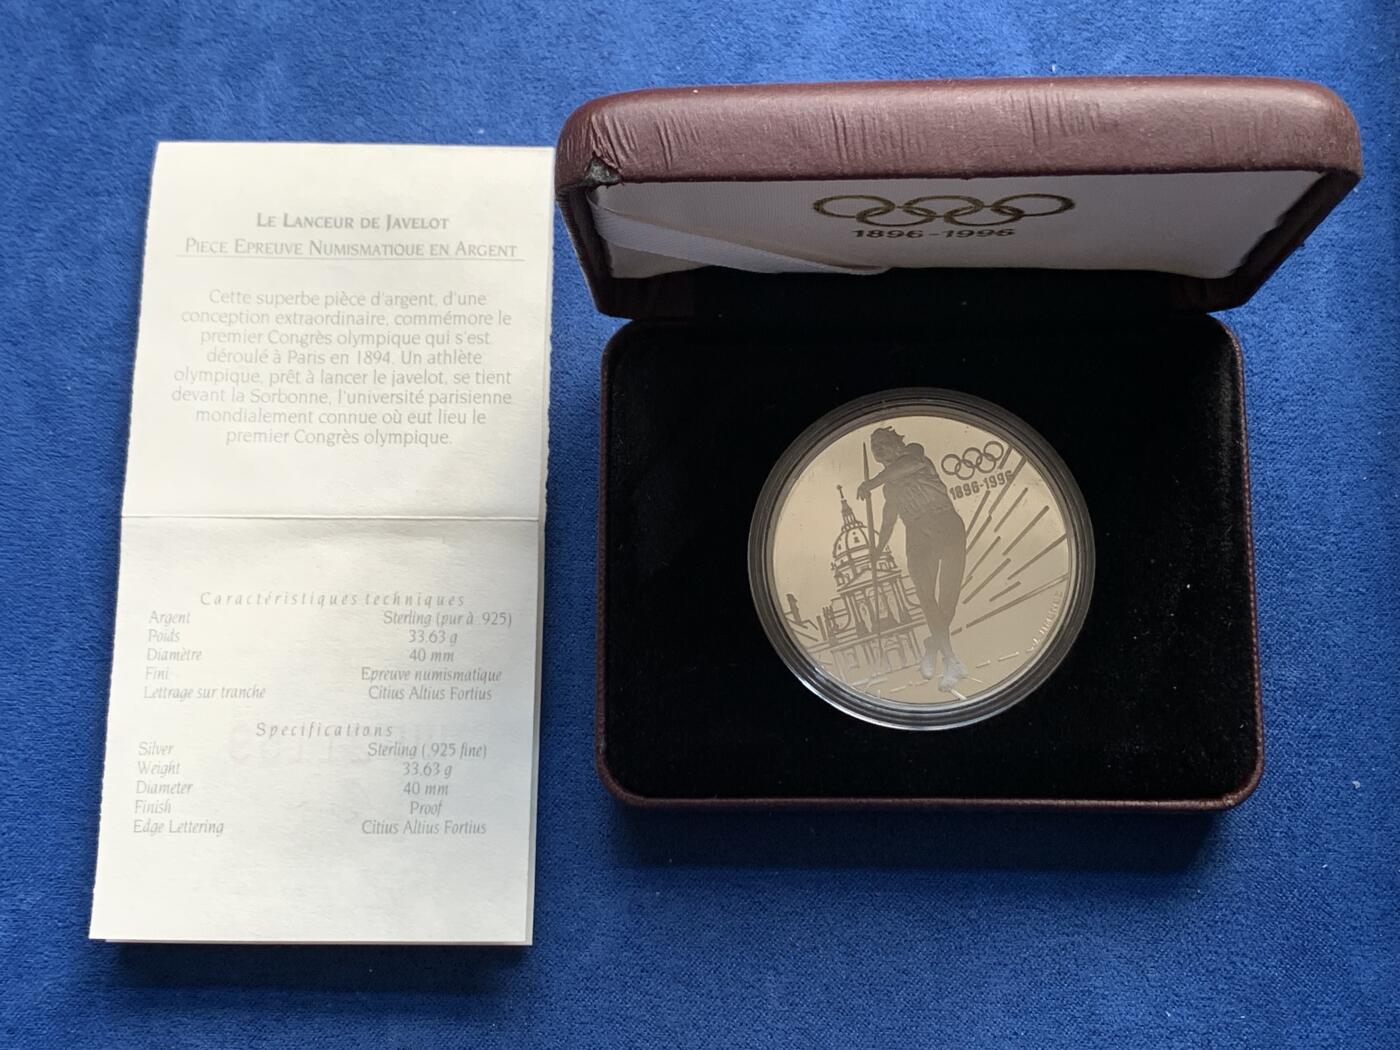 LE LANCEUR DE JAVELOT
PIECE EPREUVE NUMISMATIQUE EN ARGENT
Cette superbe pièce d'argent, d'une
conception extraordinaire, commémore le
premier Congrès olympique qui s'est
déroulé à Paris en 1894. Un athlète
olympique, prêt à lancer le javelot, se tient
devant la Sorbonne, l'université parisienne
mondialement connue où eut lieu le
premier Congrès olympique.
Caractéristiques techniques
Argent Sterling (pur à .925)
Poids 33.63 g
Diamètre 40 mm
Fini Epreuve numismatique
Lettrage sur tranche Citius Altius Fortius
Specifications
Silver Sterling (.925 fine)
Weight 33.63 g
Diameter 40 mm
Finish Proof
Edge Lettering Citius Altius Fortius
1896-1996
1896-1996